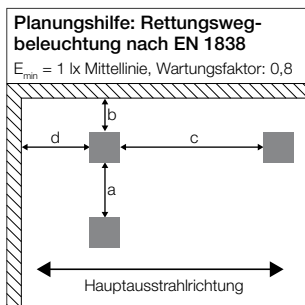 Planungshilfe: Rettungsweg-
beleuchtung nach EN 1838
Emin = 1 lx Mittellinie, Wartungsfaktor: 0,8
b
d
c
a
Hauptausstrahlrichtung